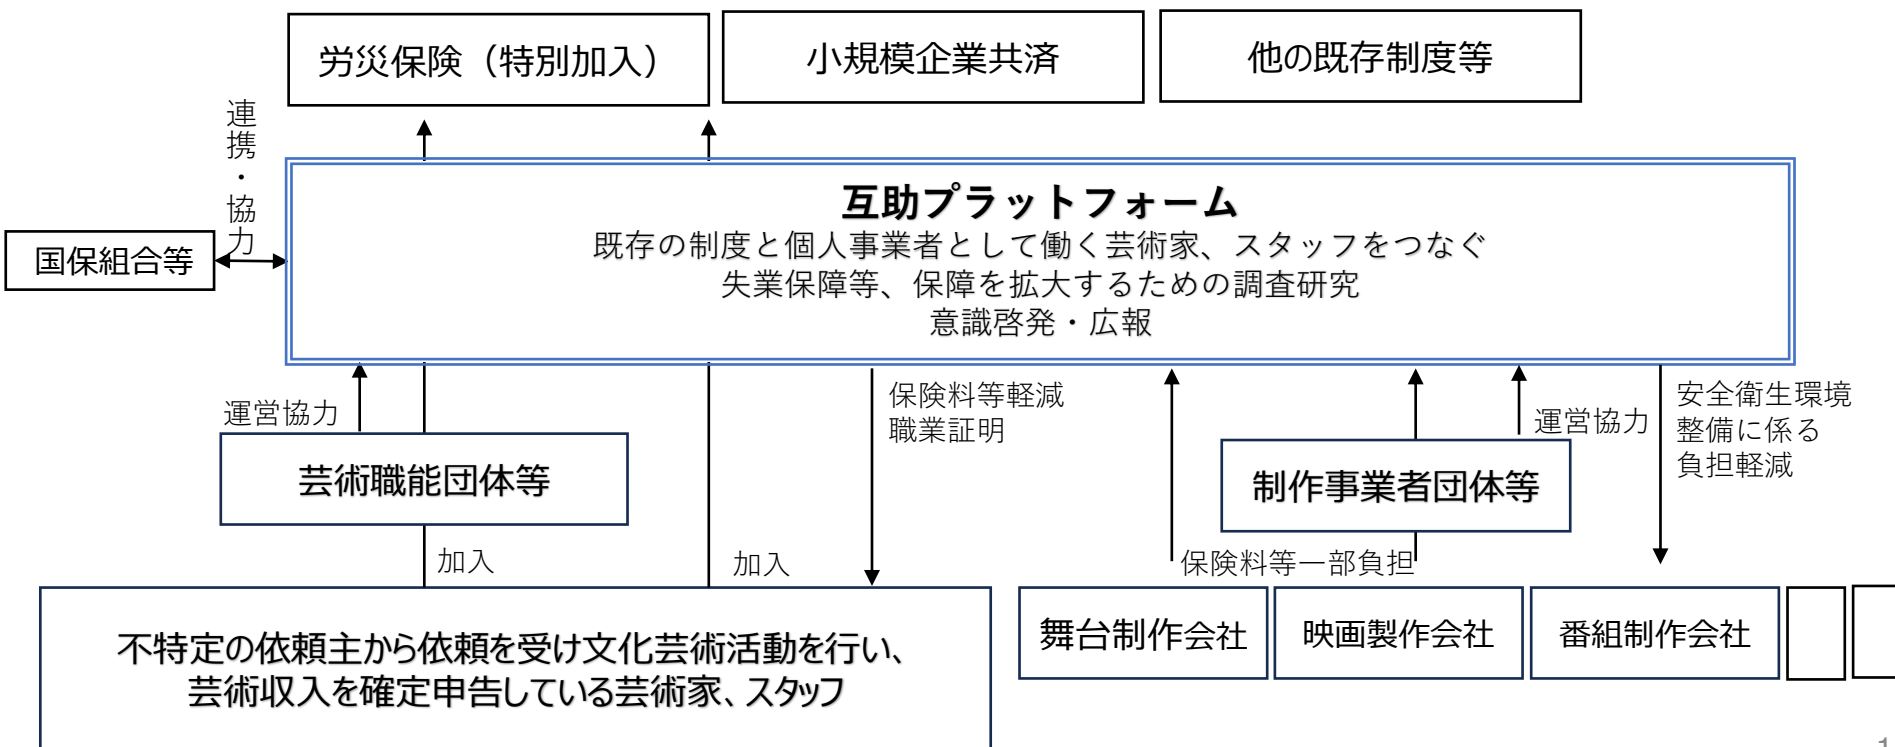 労災保険（特別加入）
小規模企業共済
他の既存制度等
連携・協力
国保組合等
互助プラットフォーム
既存の制度と個人事業者として働く芸術家、スタッフをつなぐ
失業保障等、保障を拡大するための調査研究
意識啓発・広報
運営協力
保険料等軽減
職業証明
運営協力
安全衛生環境
整備に係る
負担軽減
芸術職能団体等
制作事業者団体等
加入
加入
保険料等一部負担
不特定の依頼主から依頼を受け文化芸術活動を行い、
芸術収入を確定申告している芸術家、スタッフ
舞台制作会社
映画製作会社
番組制作会社